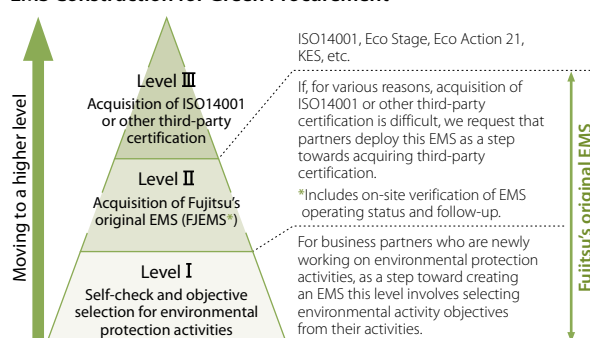 EMS Construction for Green Procurement
Moving to a higher level
Level Ⅲ
Acquisition of ISO14001
or other third-party
certification
Level Ⅱ
Acquisition of Fujitsu's
original EMS (FJEMS*)
Level Ⅰ
Self-check and objective
selection for environmental
protection activities
ISO14001, Eco Stage, Eco Action 21,
KES, etc.
If, for various reasons, acquisition of
ISO14001 or other third-party
certification is difficult, we request that
partners deploy this EMS as a step
towards acquiring third-party
certification.
*Includes on-site verification of EMS
operating status and follow-up.
For business partners who are newly
working on environmental protection
activities, as a step toward creating
an EMS this level involves selecting
environmental activity objectives
from their activities.
Fujitsu's original EMS